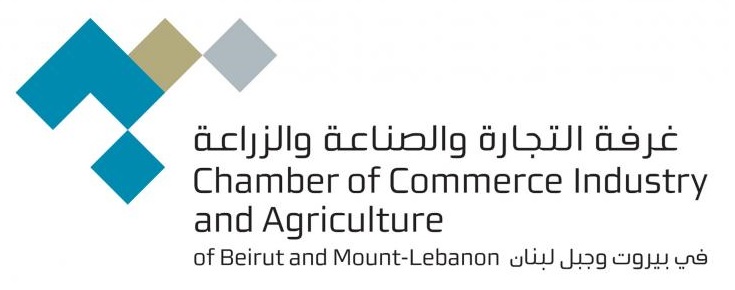 غرفة التجارة والصناعة والزراعة
Chamber of Commerce Industry
and Agriculture
of Beirut and Mount-Lebanon في بيروت وجبل لبنان